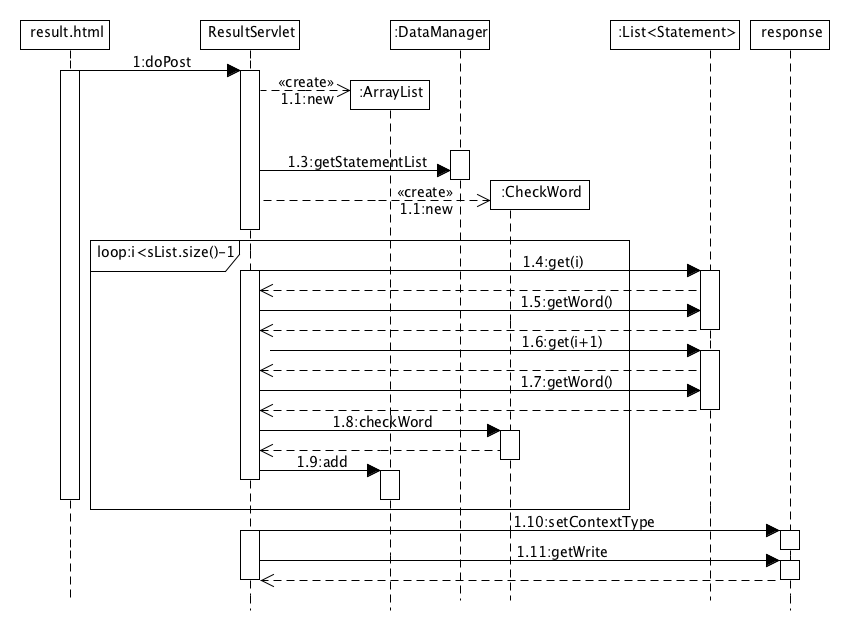 result.html
ResultServlet
:DataManager
:List<Statement>
response
1:doPost
«create»
1.1:new
:ArrayList
1.3:getStatementList
«create»
1.1:new
:CheckWord
loop:i<sList.size()-1
1.4:get(i)
1.5:getWord()
1.6:get(i+1)
1.7:getWord()
1.8:checkWord
1.9:add
1.10:setContextType
1.11:getWrite